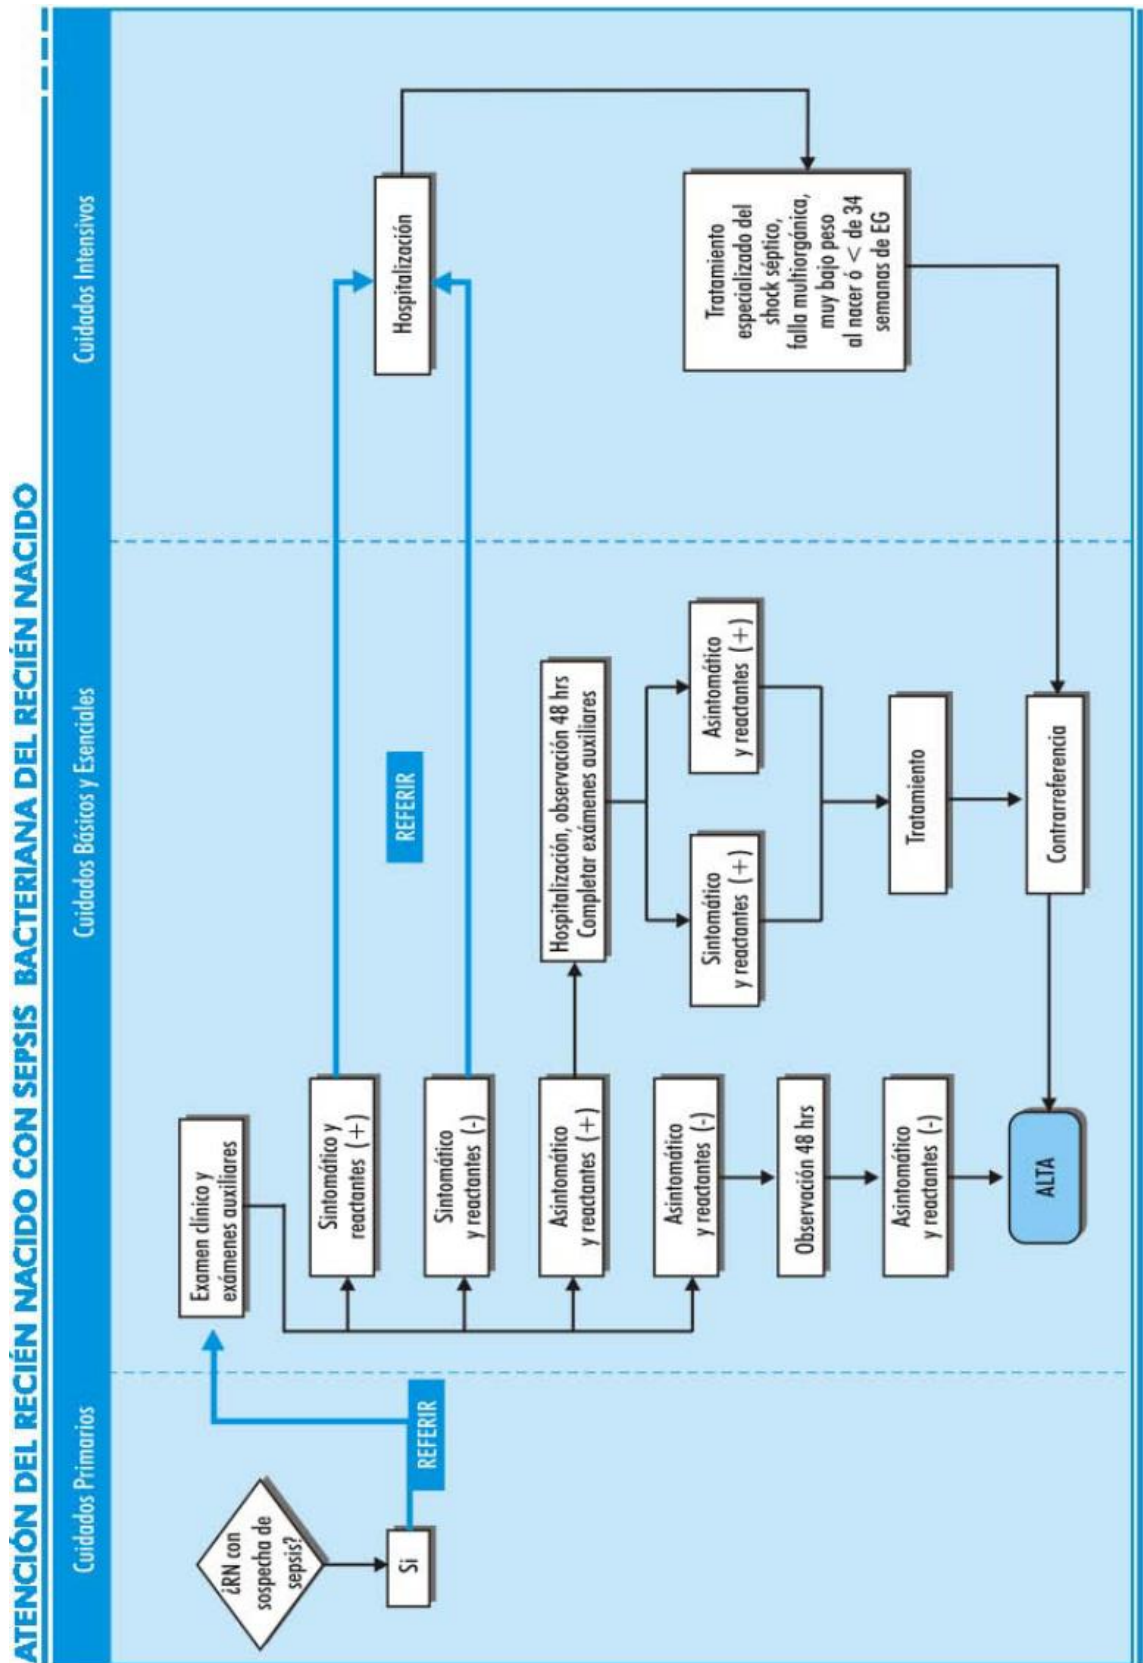 ATENCIÓN DEL RECIÉN NACIDO CON SEPSIS BACTERIANA DEL RECIÉN NACIDO
Cuidados Primarios
Cuidados Básicos y Esenciales
Cuidados Intensivos
¿RN con
sospecha de
sepsis?
Si
REFERIR
Examen clínico y
exámenes auxiliares
Sintomático y
reactantes (+)
Sintomático
y reactantes (-)
Asintomático
y reactantes (+)
Asintomático
y reactantes (-)
Observación 48 hrs
Asintomático
y reactantes (-)
ALTA
REFERIR
Hospitalización, observación 48 hrs
Completar exámenes auxiliares
Sintomático
y reactantes (+)
Asintomático
y reactantes (+)
Tratamiento
Contrarreferencia
Hospitalización
Tratamiento
especializado del
shock séptico,
falla multiorgánica,
muy bajo peso
al nacer ó < de 34
semanas de EG